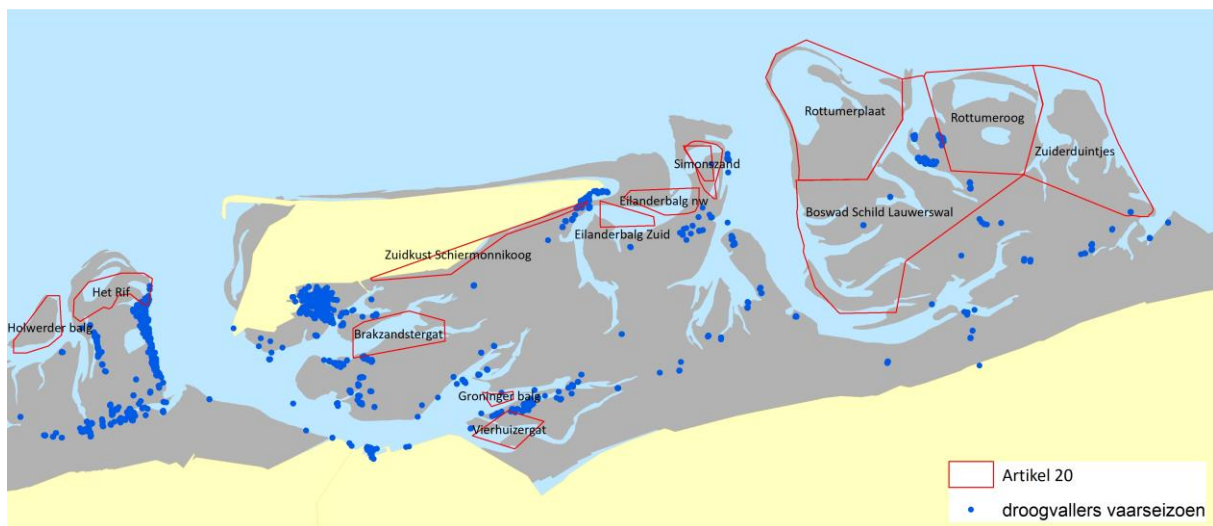 Rottumerplaat
Rottumeroog
Zuiderduintjes
Simonszand
Eilanderbalg nw
Boswad Schild Lauwerswal
Eilanderbalg Zuid
Zuidkust Schiermonnikoog
Het Rif
Holwerder balg
Brakzandstergat
Groninger balg
Vierhuizergat
Artikel 20
droogvallers vaarseizoen